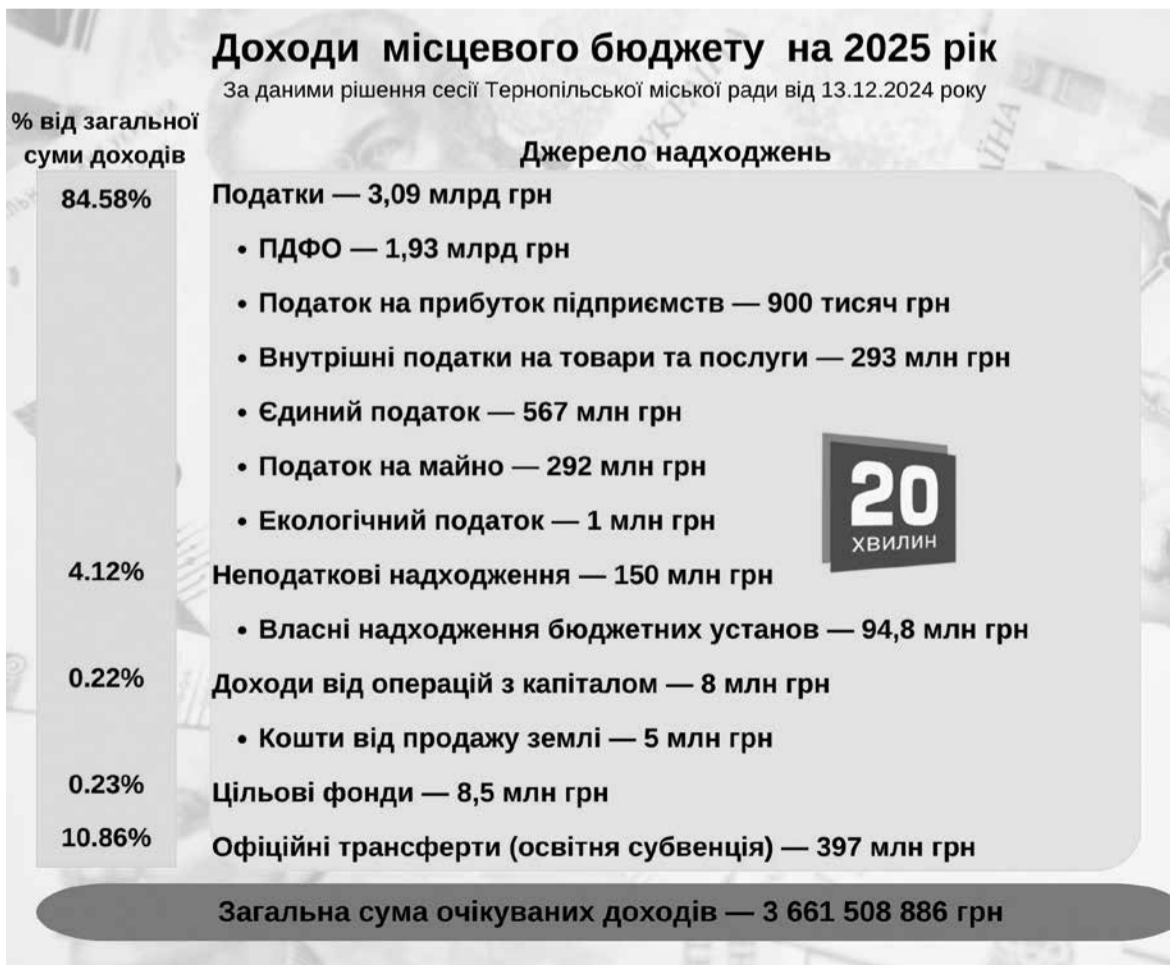 Доходи місцевого бюджету на 2025 рік
За даними рішення сесії Тернопільської міської ради від 13.12.2024 року
% від загальної
суми доходів
Джерело надходжень
84.58%
Податки — 3,09 млрд грн
• ПДФО — 1,93 млрд грн
• Податок на прибуток підприємств — 900 тисяч грн
• Внутрішні податки на товари та послуги — 293 млн грн
• Єдиний податок — 567 млн грн
• Податок на майно — 292 млн грн
• Екологічний податок — 1 млн грн
20
ХВИЛИН
4.12%
Неподаткові надходження — 150 млн грн
• Власні надходження бюджетних установ — 94,8 млн грн
0.22%
Доходи від операцій з капіталом — 8 млн грн
• Кошти від продажу землі — 5 млн грн
0.23%
Цільові фонди — 8,5 млн грн
10.86%
Офіційні трансферти (освітня субвенція) — 397 млн грн
Загальна сума очікуваних доходів — 3 661 508 886 грн